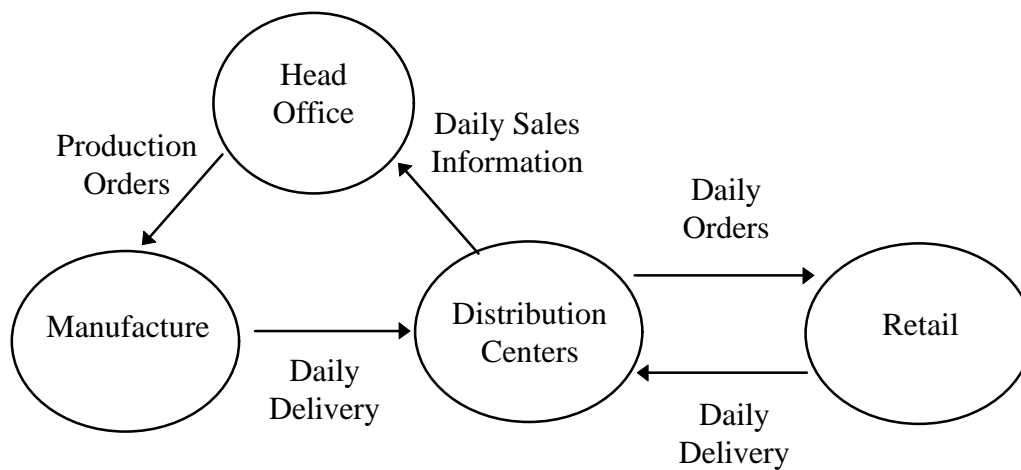 Head
Office
Daily Sales
Information
Production
Orders
Daily
Orders
Manufacture
Distribution
Centers
Retail
Daily
Delivery
Daily
Delivery